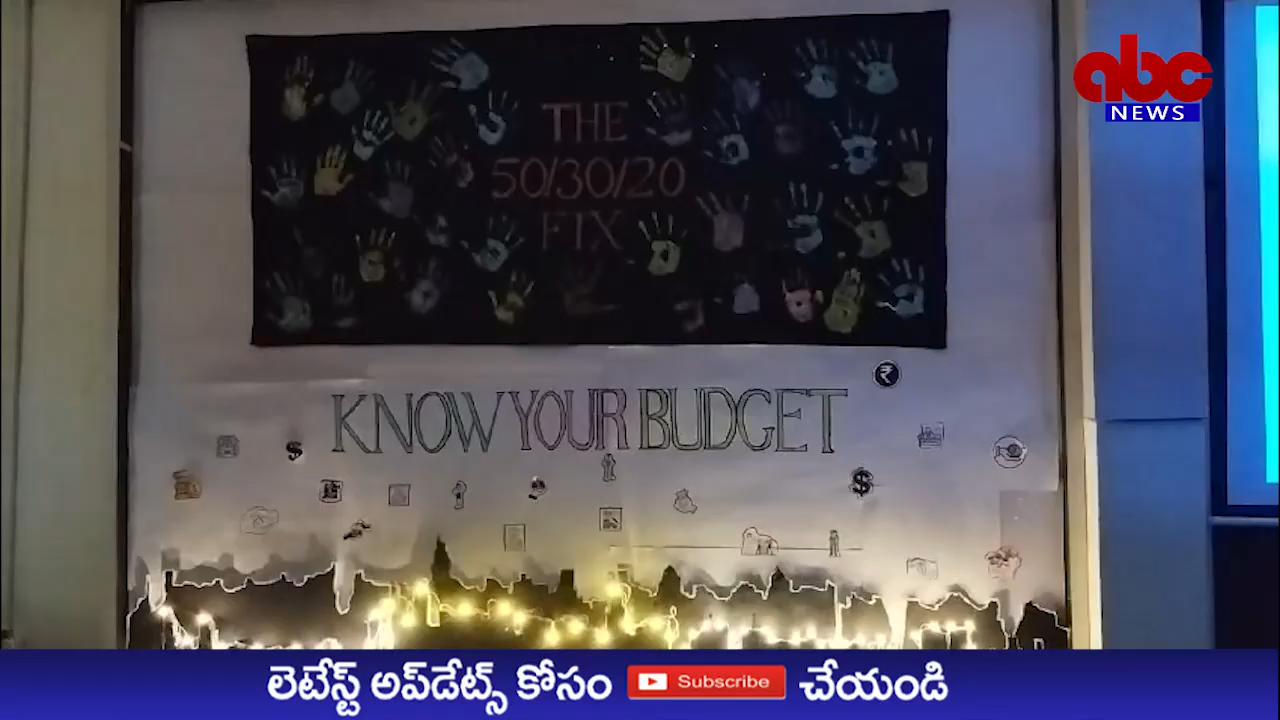 THE
50/30/20
FIX
abc
NEWS
KNOW YOUR BUDGET
₹
$
$
లెటేస్ట్ అప్‌డేట్స్ కోసం Subscribe చేయండి